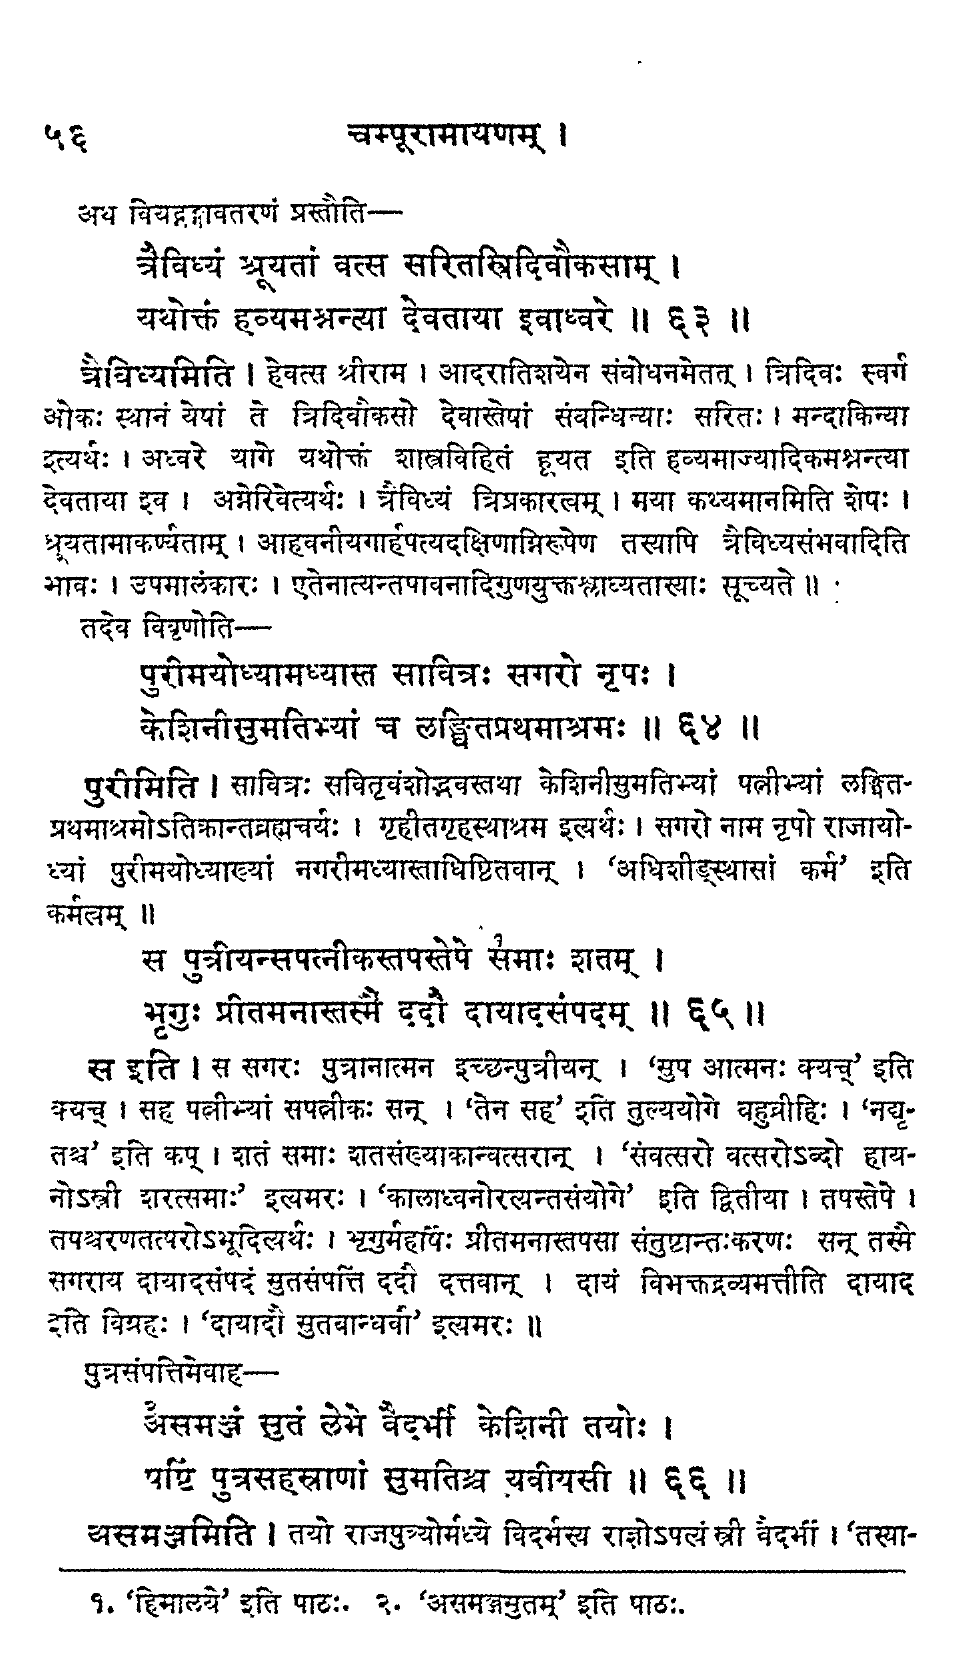 ५६ चम्पूरामायणम् ।
अथ वियद्गङ्गावतरणं प्रस्तौति—
त्रैविध्यं श्रूयतां वत्स सरितस्त्रिदिवौकसाम् ।
यथोक्तं हव्यमश्नन्त्या देवताया इवाध्वरे ॥ ६३ ॥
त्रैविध्यमिति । हेवत्स श्रीराम । आदरातिशयेन संबोधनमेतत् । त्रिदिवः स्वर्ग
ओकः स्थानं येषां ते त्रिदिवौकसो देवास्तेषां संबन्धिन्याः सरितः । मन्दाकिन्या
इत्यर्थः । अध्वरे यागे यथोक्तं शास्त्रविहितं हूयत इति हव्यमाज्यादिकमश्नन्त्या
देवताया इव । अग्नेरिवेत्यर्थः । त्रैविध्यं त्रिप्रकारत्वम् । मया कथ्यमानमिति शेषः ।
श्रूयतामाकर्ण्यताम् । आहवनीयगार्हपत्यदक्षिणाग्निरूपेण तस्यापि त्रैविध्यसंभवादिति
भावः । उपमालंकारः । एतेनात्यन्तपावनादिगुणयुक्तश्लाघ्यतास्याः सूच्यते ॥
तदेव विवृणोति—
पुरीमयोध्यामध्यास्त सावित्रः सगरो नृपः ।
केशिनीसुमतिभ्यां च लङ्घितप्रथमाश्रमः ॥ ६४ ॥
पुरीमिति । सावित्रः सवितृवंशोद्भवस्तथा केशिनीसुमतिभ्यां पत्नीभ्यां लङ्घित-
प्रथमाश्रमोऽतिक्रान्तब्रह्मचर्यः । गृहीतगृहस्थाश्रम इत्यर्थः । सगरो नाम नृपो राजायो-
ध्यां पुरीमयोध्याख्यां नगरीमध्यास्ताधिष्ठितवान् । ‘अधिशीङ्स्थासां कर्म’ इति
कर्मत्वम् ॥
स पुत्रीयन्सपत्नीकस्तपस्तेपे १समाः शतम् ।
भृगुः प्रीतमनास्तस्मै ददौ दायादसंपदम् ॥ ६५ ॥
स इति । स सगरः पुत्रानात्मन इच्छन्पुत्रीयन् । ‘सुप आत्मनः क्यच्’ इति
क्यच् । सह पत्नीभ्यां सपत्नीकः सन् । ‘तेन सह’ इति तुल्ययोगे बहुव्रीहिः । ‘नद्यृ-
तश्च’ इति कप् । शतं समाः शतसंख्याकान्वत्सरान् । ‘संवत्सरो वत्सरोऽब्दो हाय-
नोऽस्त्री शरत्समाः’ इत्यमरः । ‘कालाध्वनोरत्यन्तसंयोगे’ इति द्वितीया । तपस्तेपे ।
तपश्चरणतत्परोऽभूदित्यर्थः । भृगुर्महर्षिः प्रीतमनास्तपसा संतुष्टान्तःकरणः सन् तस्मै
सगराय दायादसंपदं सुतसंपत्तिं ददौ दत्तवान् । दायं विभक्तद्रव्यमत्तीति दायाद
इति विग्रहः । ‘दायादौ सुतबान्धवौ’ इत्यमरः ॥
पुत्रसंपत्तिमेवाह—
२असमञ्जं सुतं लेभे वैदर्भी केशिनी तयोः ।
षष्टिं पुत्रसहस्राणां सुमतिश्च यवीयसी ॥ ६६ ॥
असमञ्जमिति । तयो राजपुत्र्योर्मध्ये विदर्भस्य राज्ञोऽपत्यं स्त्री वैदर्भी । ‘तस्या-
१. ‘हिमालये’ इति पाठः. २. ‘असमञ्जसुतम्’ इति पाठः.